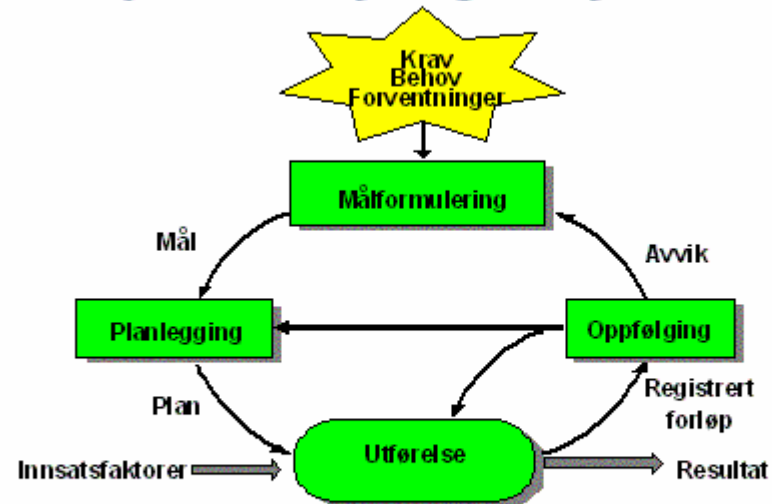 Krav
Behov
Forventninger
Målformulering
Mål
Avvik
Planlegging
Oppfølging
Plan
Registrert
forløp
Utførelse
Innsatsfaktorer
Resultat